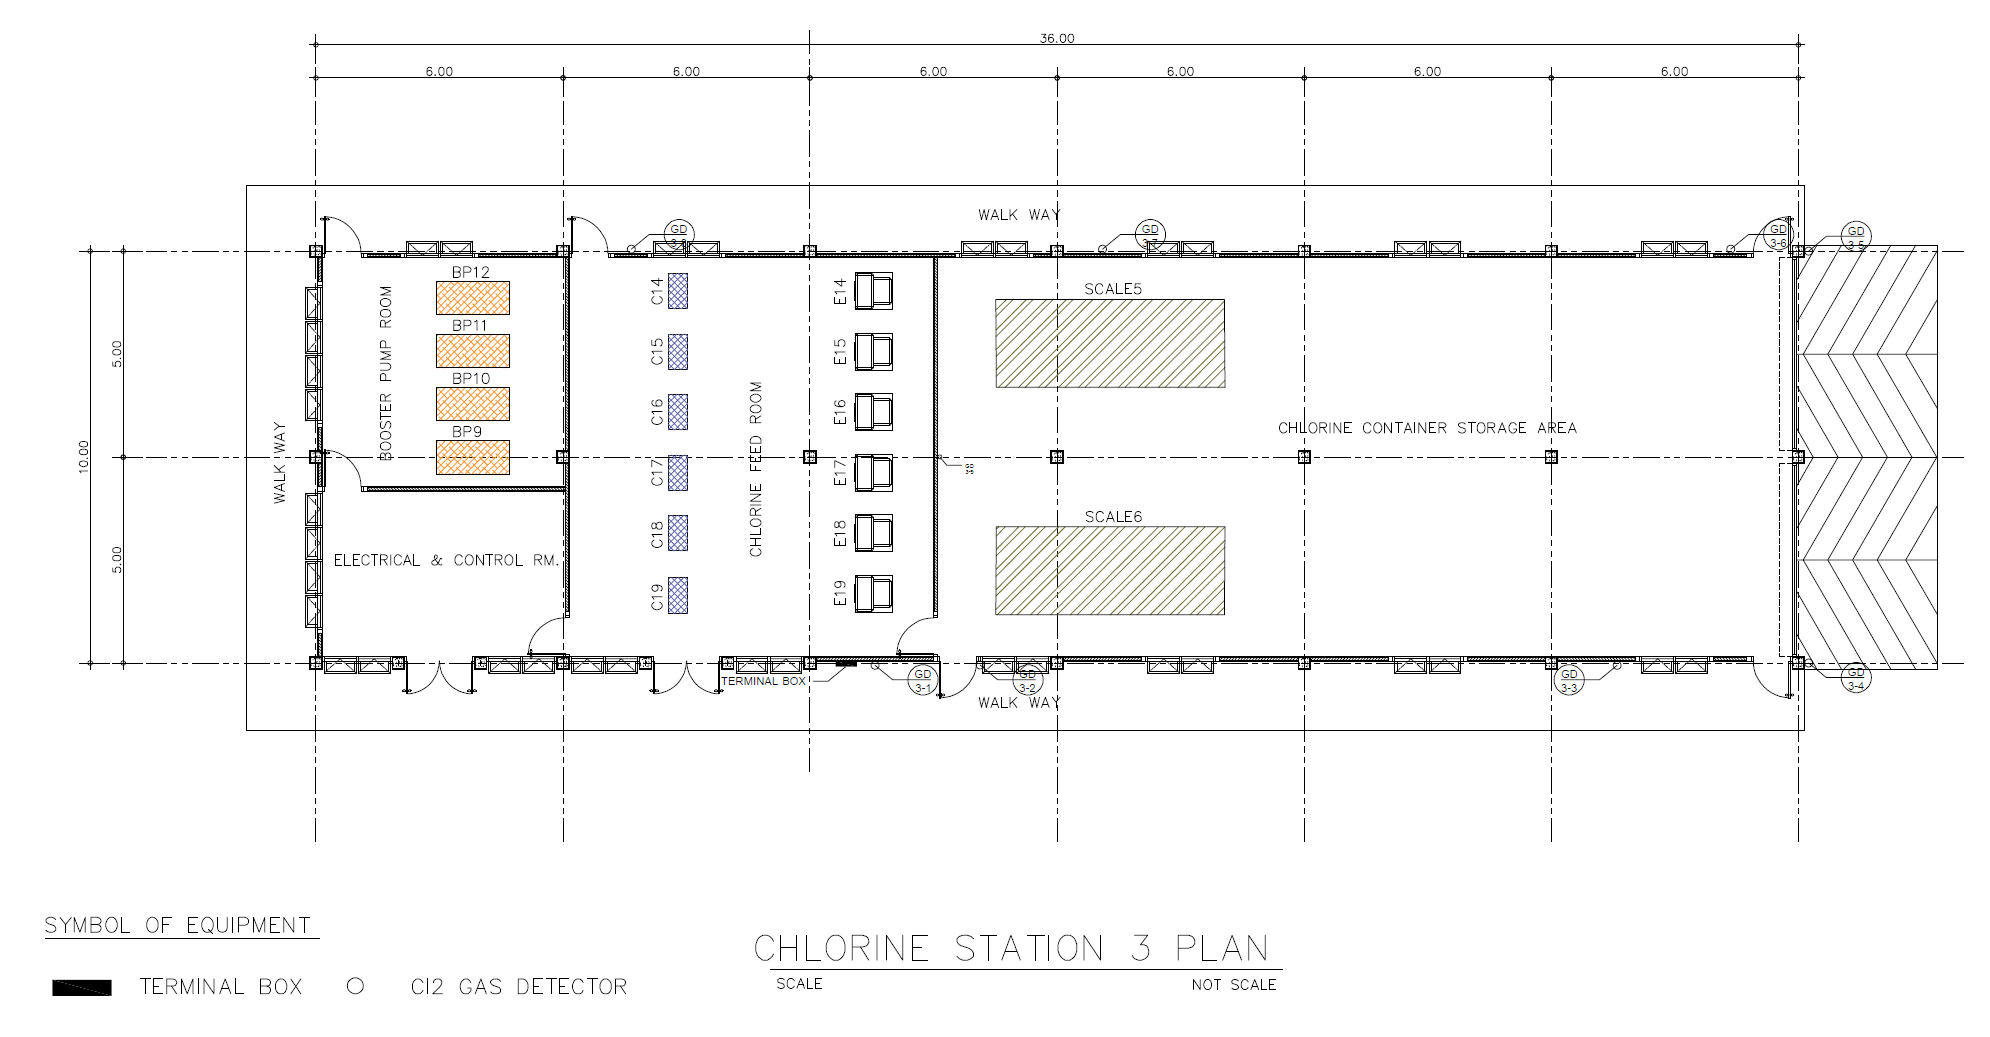 36.00
6.00 6.00 6.00 6.00 6.00 6.00
WALK WAY
GD
3-8
GD
3-7
GD
3-6
GD
3-5
BP12
BP11
BP10
BP9
BOOSTER PUMP ROOM
C14
C15
C16
C17
C18
C19
CHLORINE FEED ROOM
E14
E15
E16
E17
E18
E19
SCALE5
CHLORINE CONTAINER STORAGE AREA
GD
SCALE6
5.00
10.00
5.00
WALK WAY
ELECTRICAL & CONTROL RM.
TERMINAL BOX
GD
3-1
GD
3-2
GD
3-3
GD
3-4
WALK WAY
SYMBOL OF EQUIPMENT
TERMINAL BOX
Cl2 GAS DETECTOR
CHLORINE STATION 3 PLAN
SCALE NOT SCALE